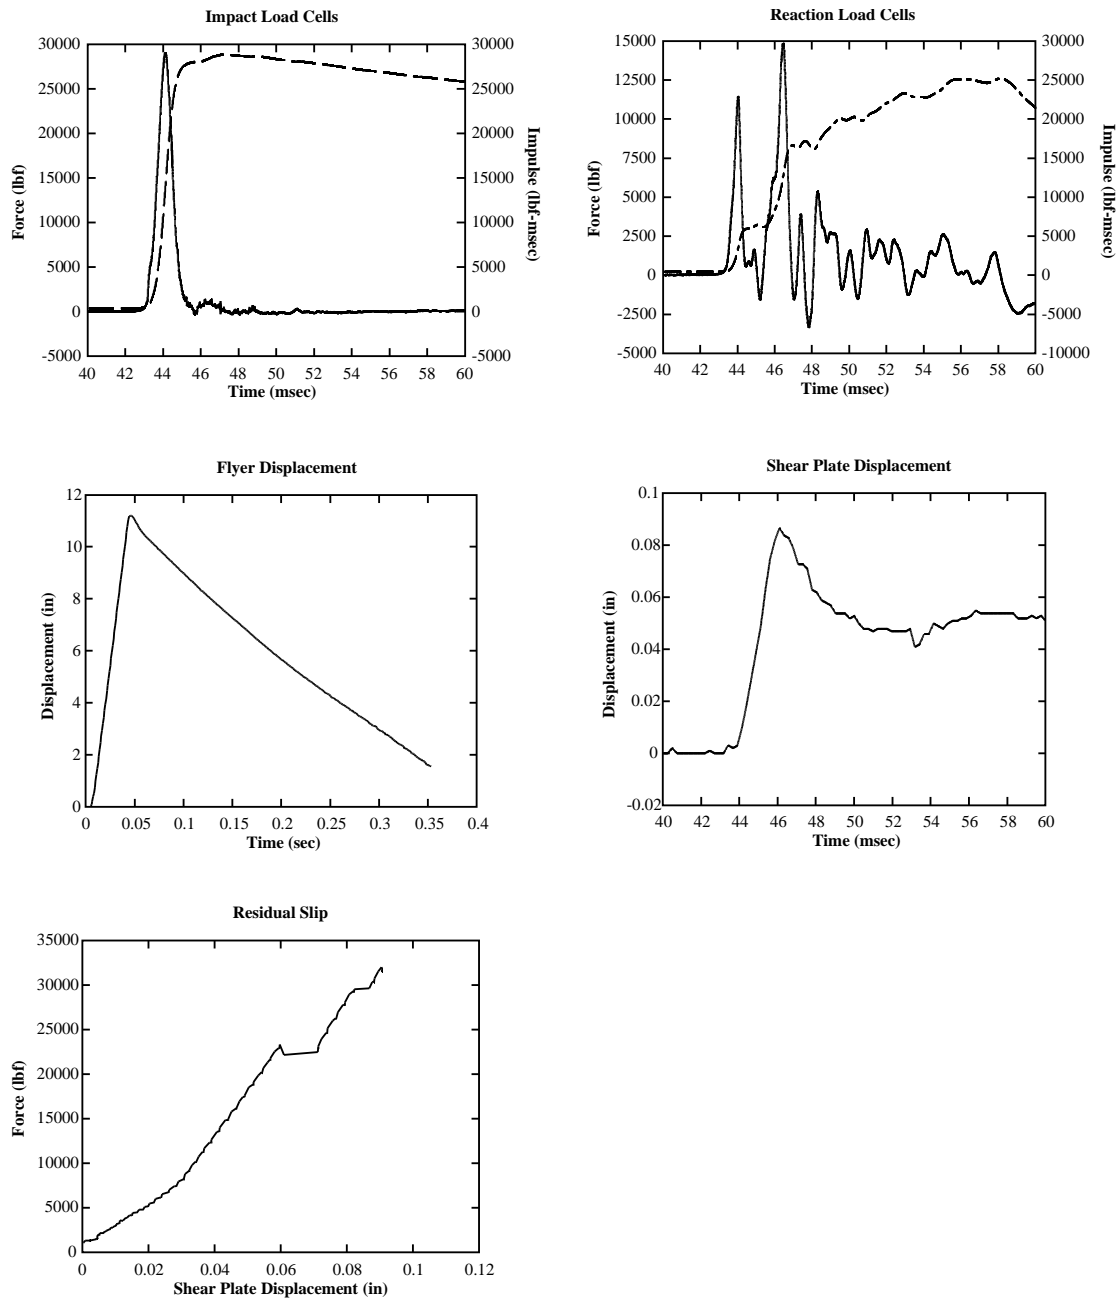 Impact Load Cells
30000
25000
20000
15000
10000
5000
0
-5000
Force (lbf)
30000
25000
20000
15000
10000
5000
0
-5000
Impulse (lbf-msec)
40 42 44 46 48 50 52 54 56 58 60
Time (msec)
Reaction Load Cells
15000
12500
10000
7500
5000
2500
0
-2500
-5000
Force (lbf)
30000
25000
20000
15000
10000
5000
0
-5000
-10000
Impulse (lbf-msec)
40 42 44 46 48 50 52 54 56 58 60
Time (msec)
Flyer Displacement
12
10
8
6
4
2
0
Displacement (in)
0 0.05 0.1 0.15 0.2 0.25 0.3 0.35 0.4
Time (sec)
Shear Plate Displacement
0.1
0.08
0.06
0.04
0.02
0
-0.02
Displacement (in)
40 42 44 46 48 50 52 54 56 58 60
Time (msec)
Residual Slip
35000
30000
25000
20000
15000
10000
5000
0
Force (lbf)
0 0.02 0.04 0.06 0.08 0.1 0.12
Shear Plate Displacement (in)